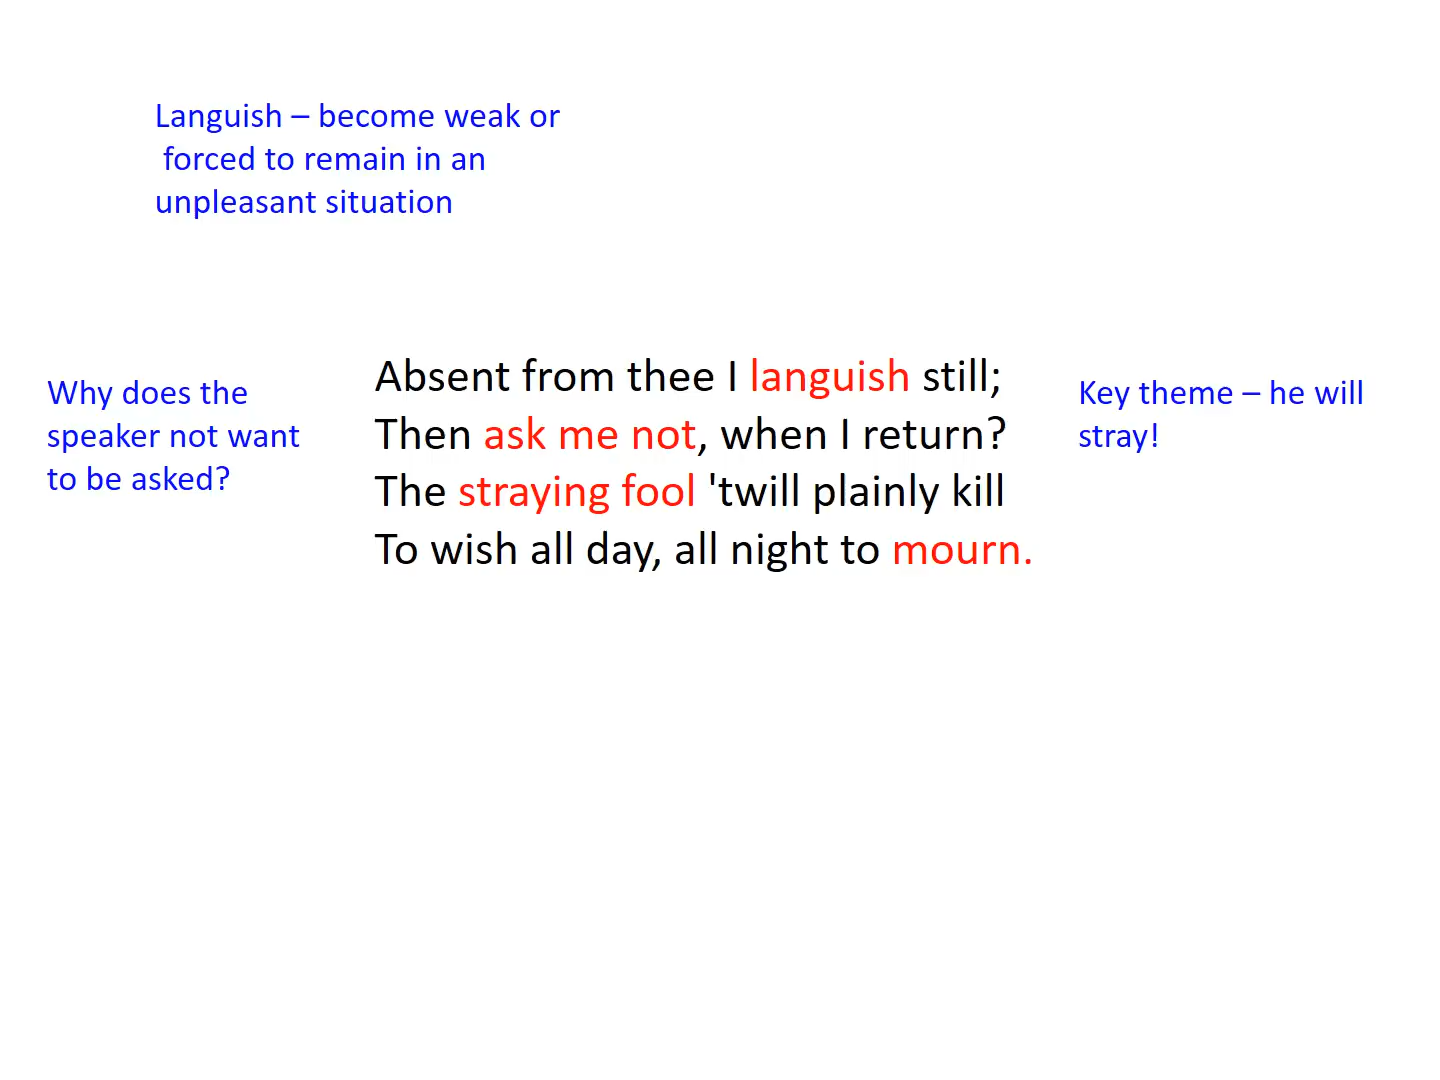 Languish – become weak or
forced to remain in an
unpleasant situation
Why does the
speaker not want
to be asked?
Absent from thee I languish still;
Then ask me not, when I return?
The straying fool 'twill plainly kill
To wish all day, all night to mourn.
Key theme – he will
stray!